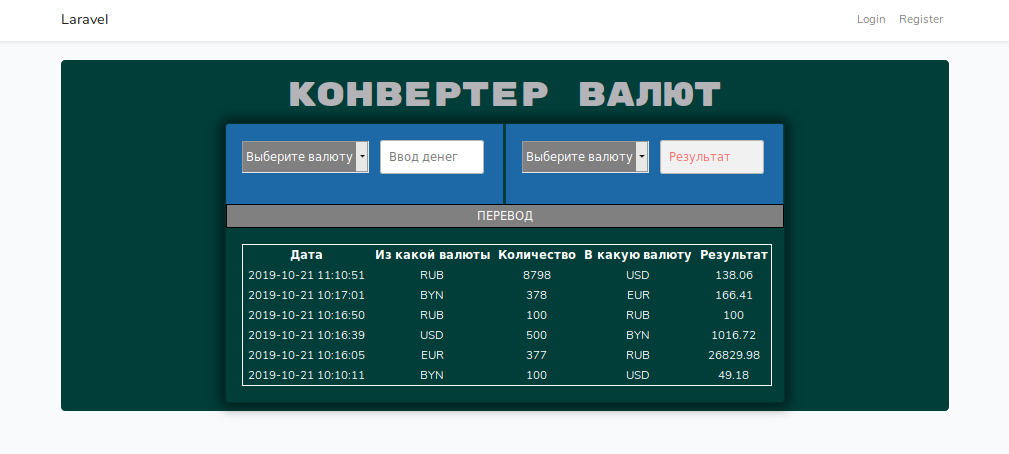 Laravel Login Register
КОНВЕРТЕР ВАЛЮТ
Выберите валюту Ввод денег Выберите валюту Результат
ПЕРЕВОД
Дата Из какой валюты Количество В какую валюту Результат
2019-10-21 11:10:51 RUB 8798 USD 138.06
2019-10-21 10:17:01 BYN 378 EUR 166.41
2019-10-21 10:16:50 RUB 100 RUB 100
2019-10-21 10:16:39 USD 500 BYN 1016.72
2019-10-21 10:16:05 EUR 377 RUB 26829.98
2019-10-21 10:10:11 BYN 100 USD 49.18